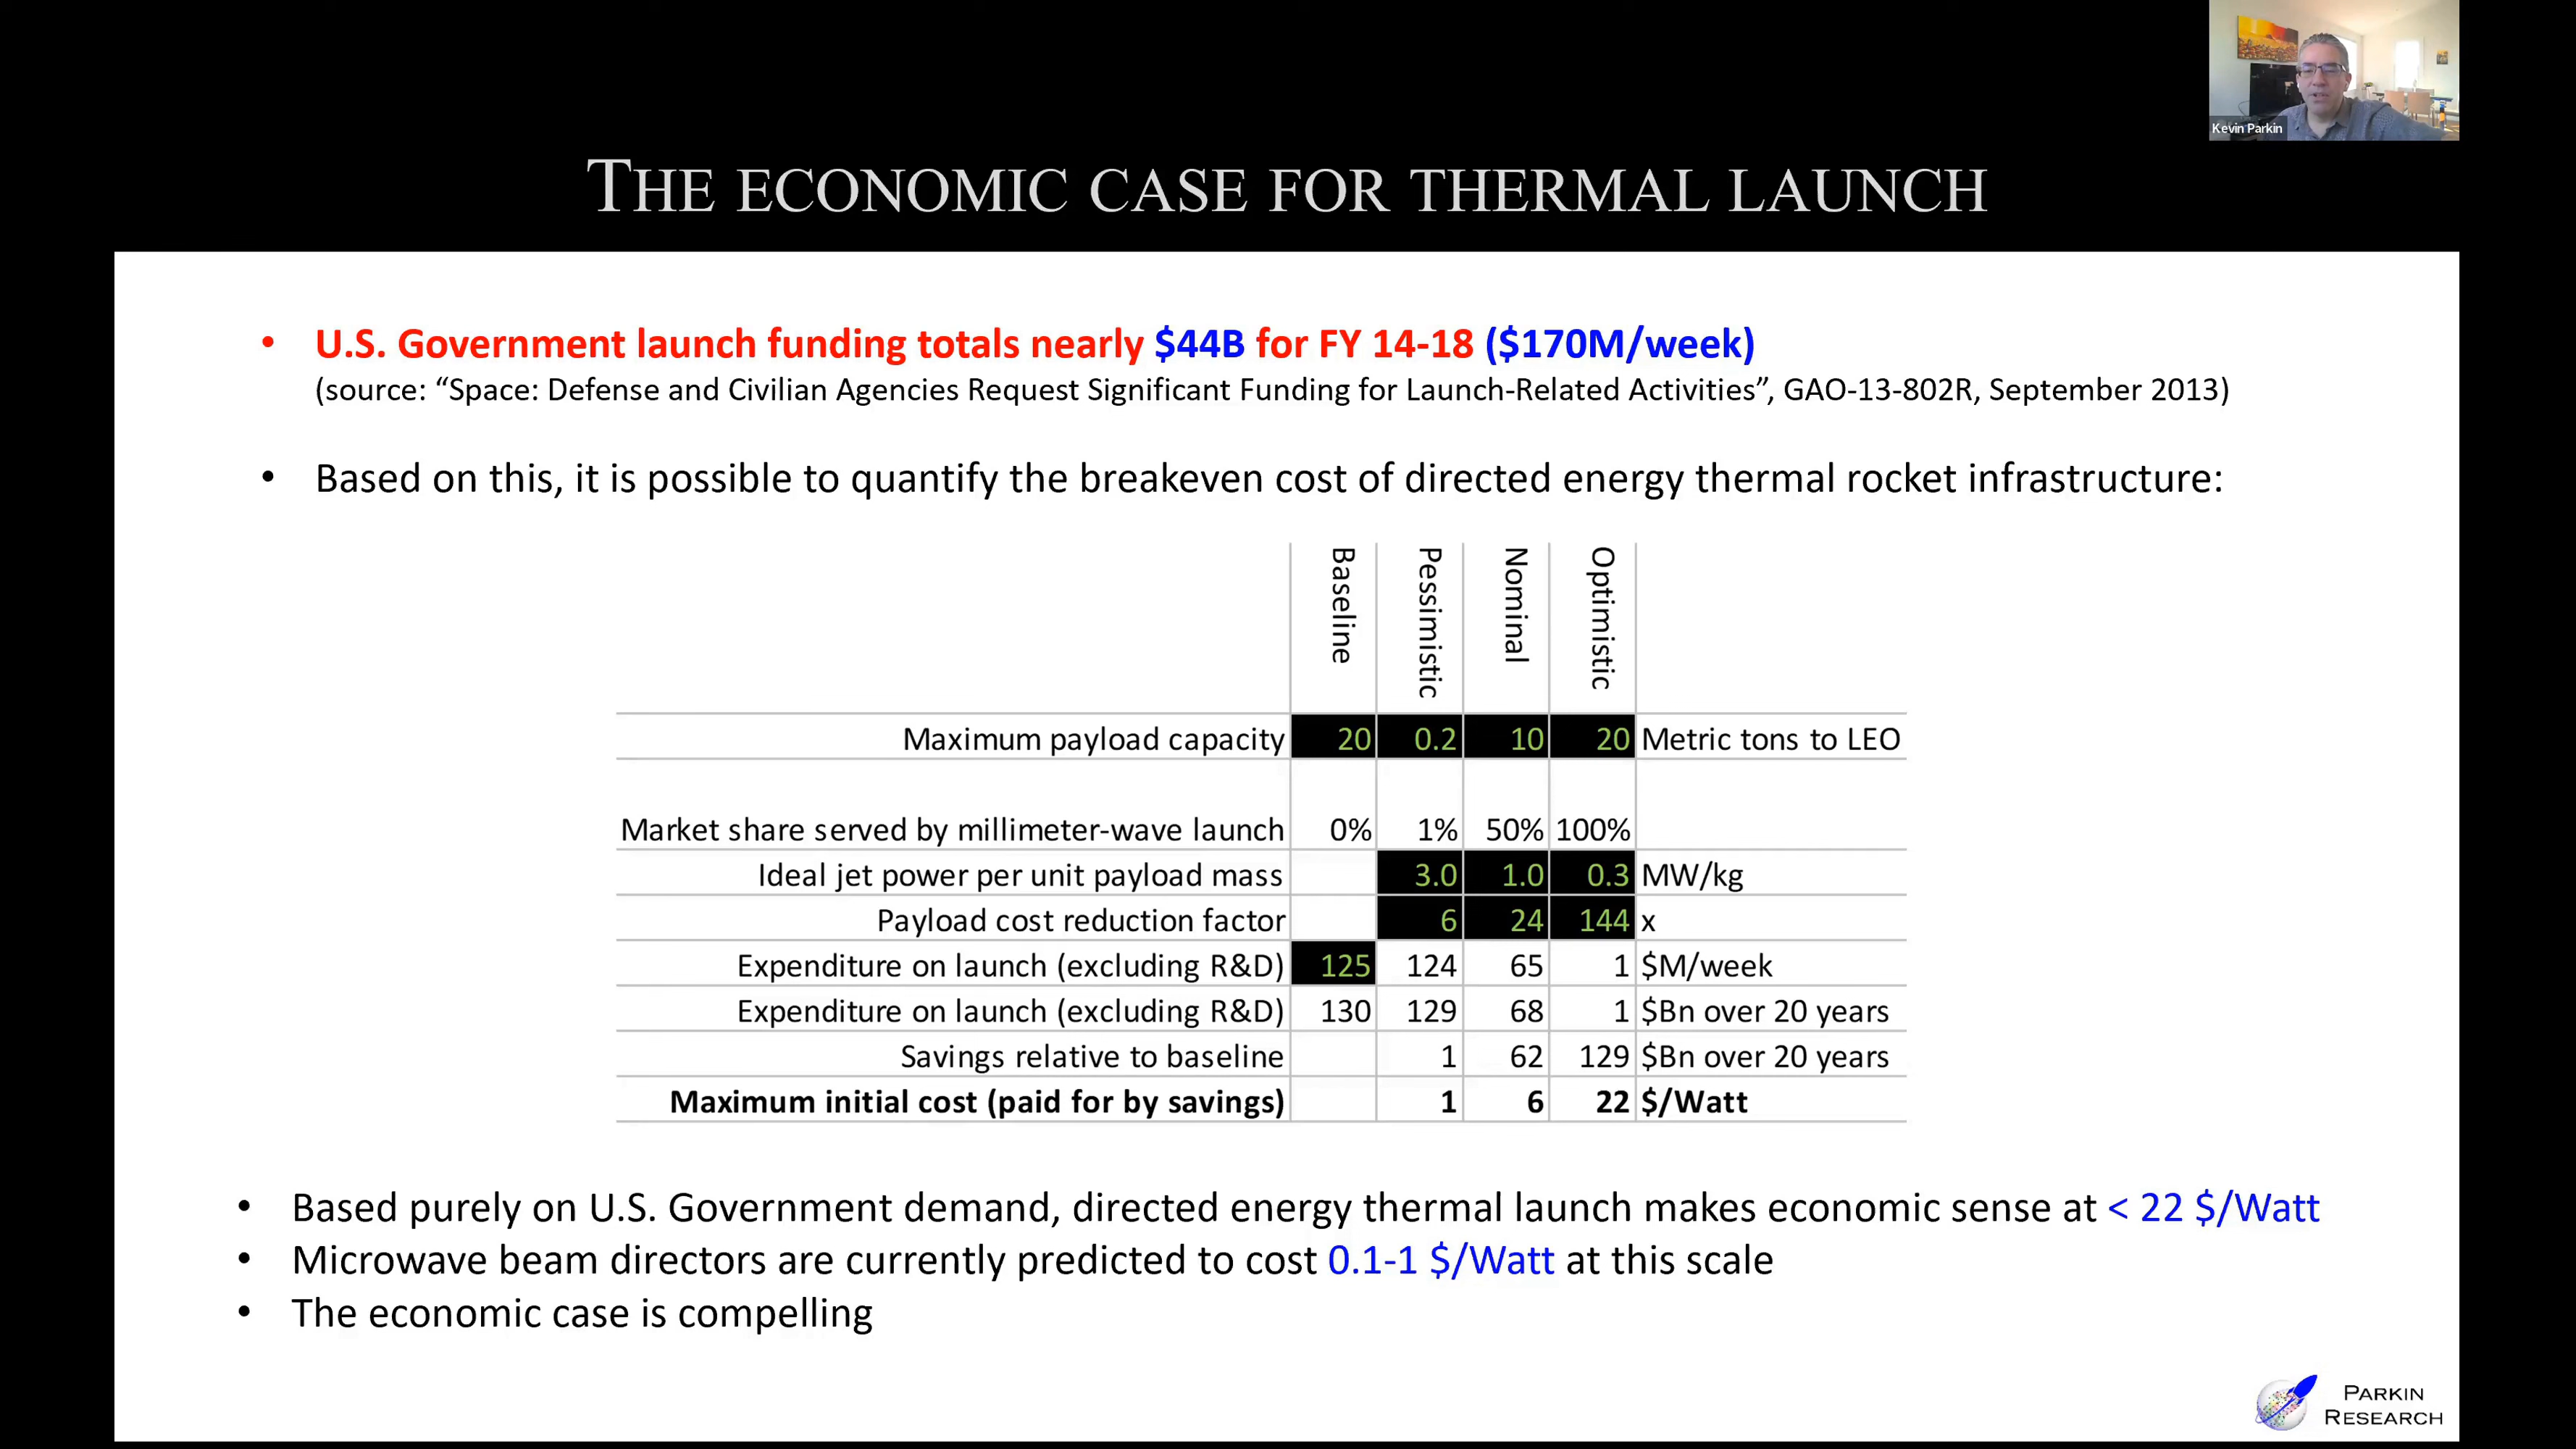 Kevin Parkin
THE ECONOMIC CASE FOR THERMAL LAUNCH
• U.S. Government launch funding totals nearly $44B for FY 14-18 ($170M/week)
(source: “Space: Defense and Civilian Agencies Request Significant Funding for Launch-Related Activities”, GAO-13-802R, September 2013)
• Based on this, it is possible to quantify the breakeven cost of directed energy thermal rocket infrastructure:
Baseline Pessimistic Nominal Optimistic
Maximum payload capacity 20 0.2 10 20 Metric tons to LEO
Market share served by millimeter-wave launch 0% 1% 50% 100%
Ideal jet power per unit payload mass 3.0 1.0 0.3 MW/kg
Payload cost reduction factor 6 24 144 x
Expenditure on launch (excluding R&D) 125 124 65 1 $M/week
Expenditure on launch (excluding R&D) 130 129 68 1 $Bn over 20 years
Savings relative to baseline 1 62 129 $Bn over 20 years
Maximum initial cost (paid for by savings) 1 6 22 $/Watt
• Based purely on U.S. Government demand, directed energy thermal launch makes economic sense at < 22 $/Watt
• Microwave beam directors are currently predicted to cost 0.1-1 $/Watt at this scale
• The economic case is compelling
PARKIN
RESEARCH